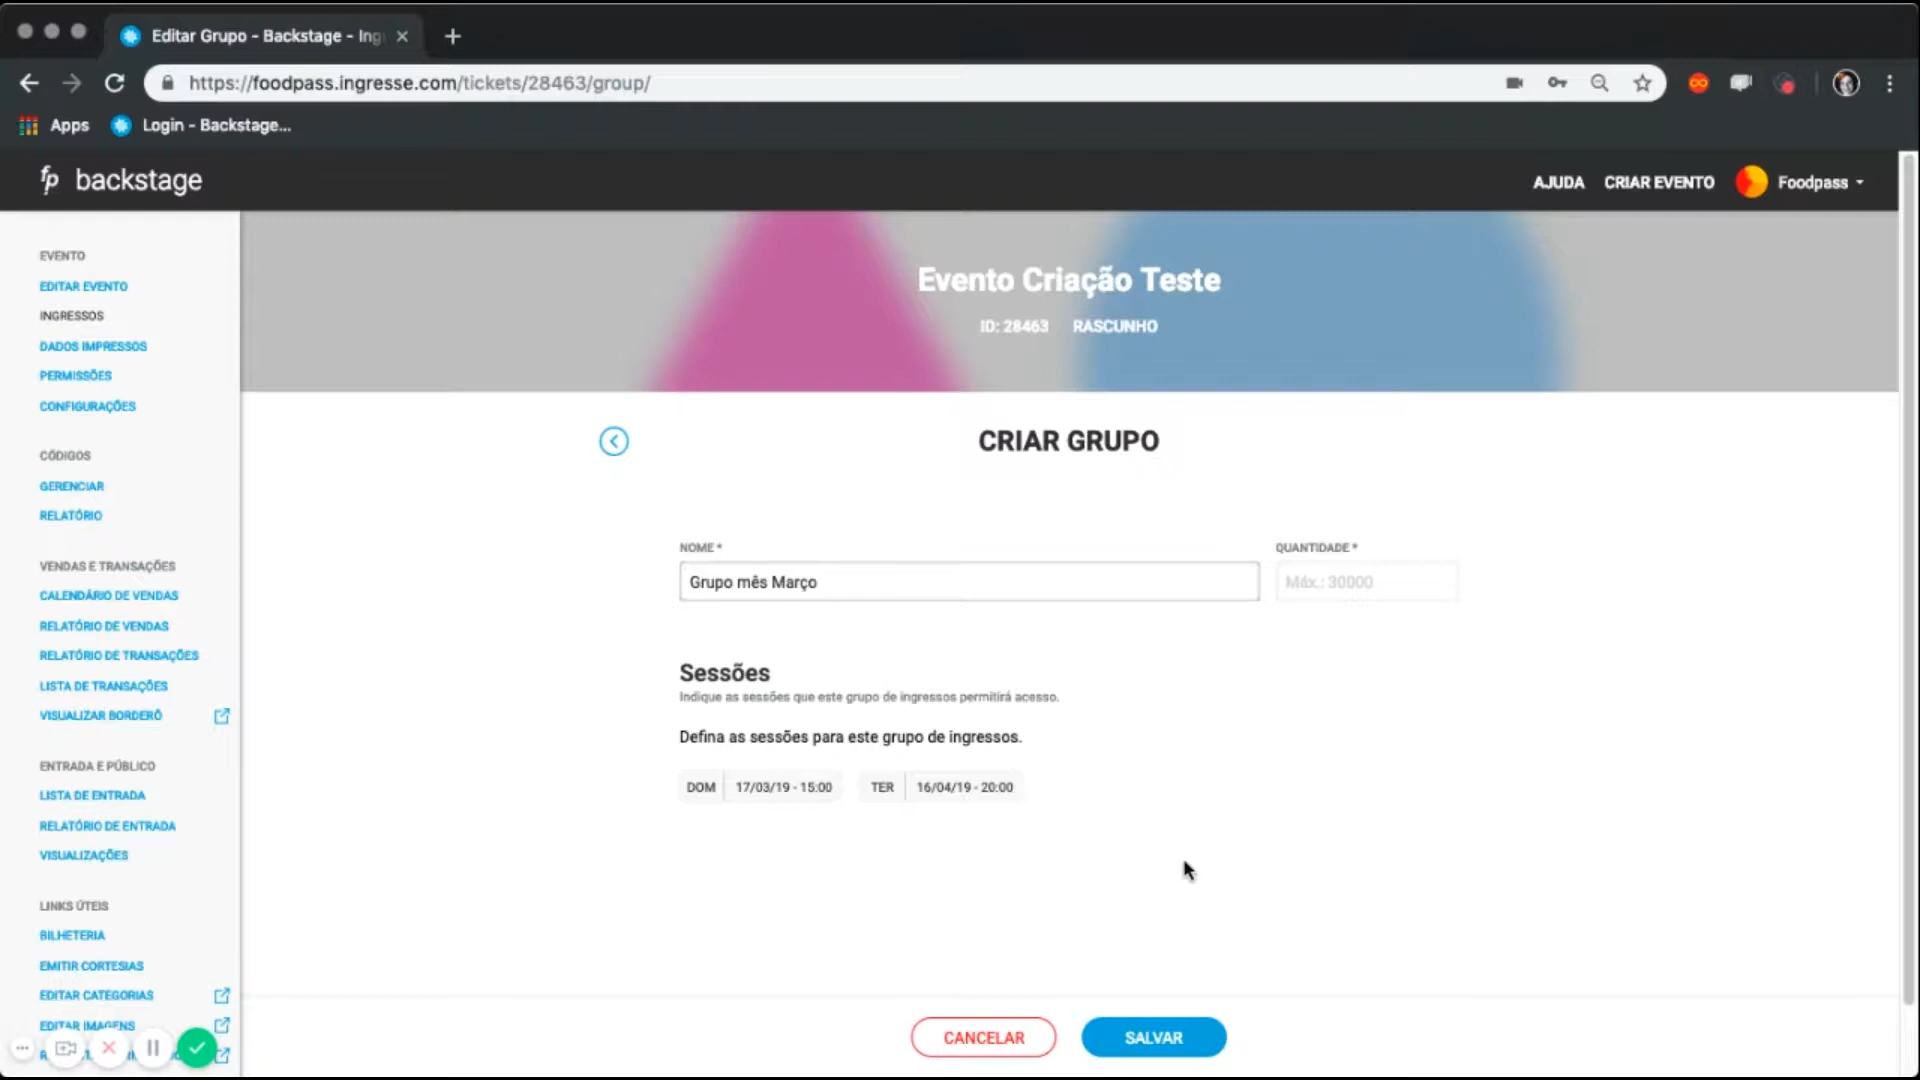 Editar Grupo - Backstage - Ing
https://foodpass.ingresse.com/tickets/28463/group/
Apps
Login - Backstage...
fp backstage
AJUDA
CRIAR EVENTO
Foodpass
EVENTO
EDITAR EVENTO
INGRESSOS
DADOS IMPRESSOS
PERMISSÕES
CONFIGURAÇÕES
CÓDIGOS
GERENCIAR
RELATÓRIO
VENDAS E TRANSAÇÕES
CALENDÁRIO DE VENDAS
RELATÓRIO DE VENDAS
RELATÓRIO DE TRANSAÇÕES
LISTA DE TRANSAÇÕES
VISUALIZAR BORDERÔ
ENTRADA E PÚBLICO
LISTA DE ENTRADA
RELATÓRIO DE ENTRADA
VISUALIZAÇÕES
LINKS ÚTEIS
BILHETERIA
EMITIR CORTESIAS
EDITAR CATEGORIAS
EDITAR IMAGENS
Evento Criação Teste
ID: 28463 RASCUNHO
CRIAR GRUPO
NOME *
QUANTIDADE *
Grupo mês Março
Máx.: 30000
Sessões
Indique as sessões que este grupo de ingressos permitirá acesso.
Defina as sessões para este grupo de ingressos.
DOM 17/03/19 - 15:00
TER 16/04/19 - 20:00
CANCELAR
SALVAR